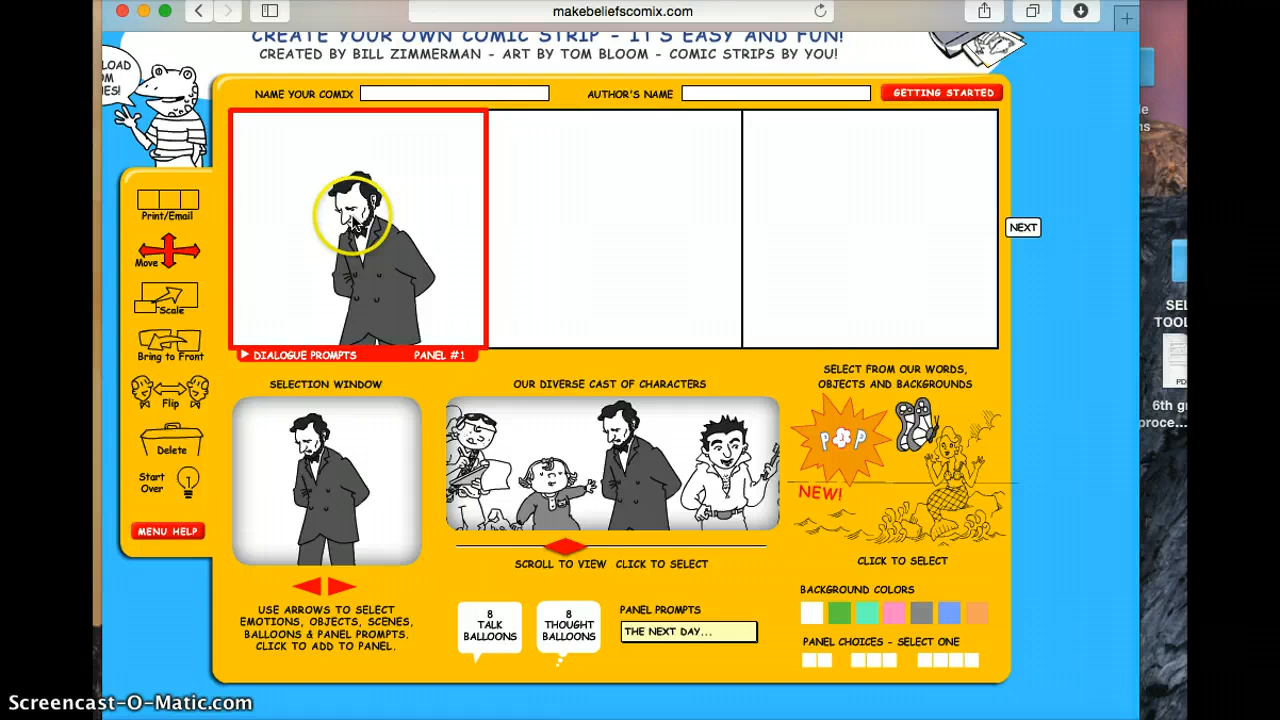 makebeliefscomix.com
CREATE YOUR OWN COMIC STRIP - IT'S EASY AND FUN!
CREATED BY BILL ZIMMERMAN - ART BY TOM BLOOM - COMIC STRIPS BY YOU!
NAME YOUR COMIX
AUTHOR'S NAME
GETTING STARTED
Print/Email
Move
Scale
Bring to Front
Flip
Delete
Start
Over
MENU HELP
NEXT
DIALOGUE PROMPTS
PANEL #1
SELECTION WINDOW
OUR DIVERSE CAST OF CHARACTERS
SELECT FROM OUR WORDS,
OBJECTS AND BACKGROUNDS
POP
NEW!
SCROLL TO VIEW CLICK TO SELECT
CLICK TO SELECT
USE ARROWS TO SELECT
EMOTIONS, OBJECTS, SCENES,
BALLOONS & PANEL PROMPTS.
CLICK TO ADD TO PANEL.
8
TALK
BALLOONS
8
THOUGHT
BALLOONS
PANEL PROMPTS
THE NEXT DAY...
BACKGROUND COLORS
PANEL CHOICES - SELECT ONE
SEL
TOOL
PD
6th gr
proce...
Screencast-O-Matic.com